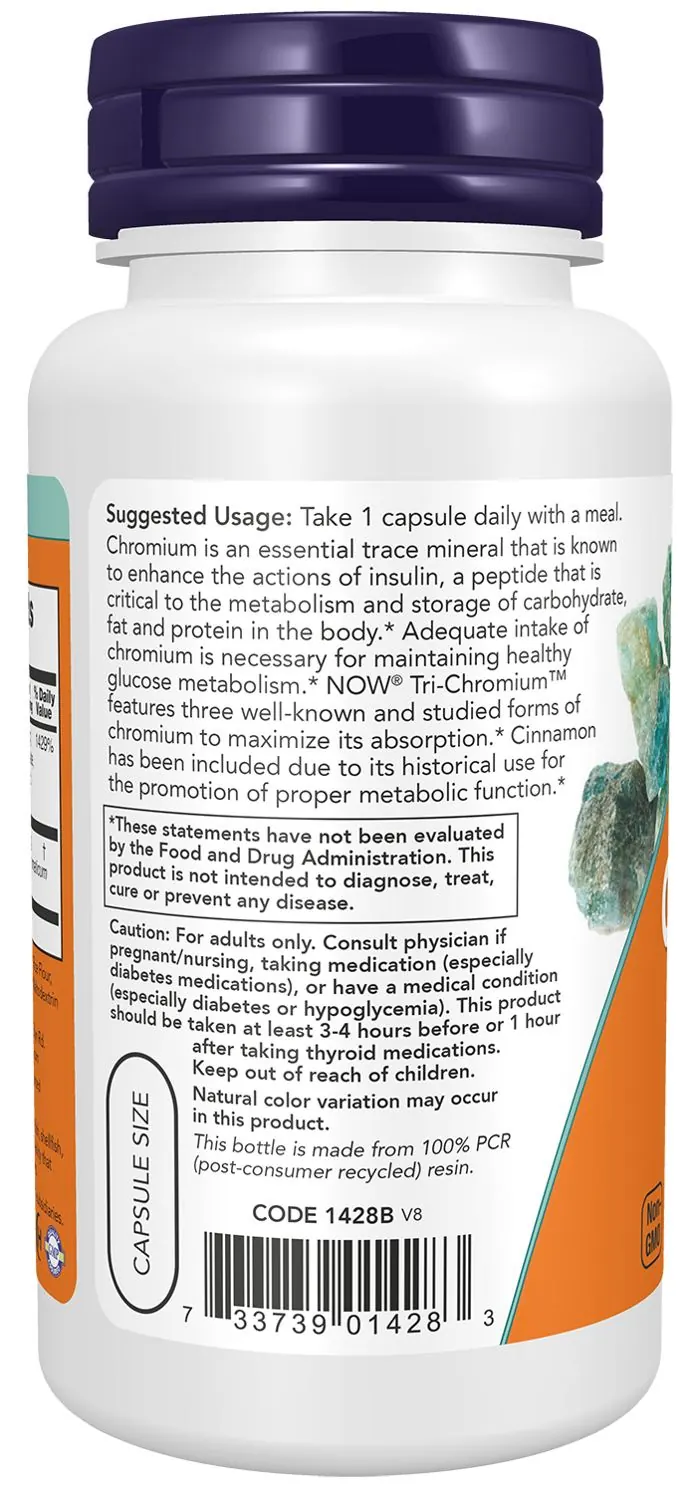 Suggested Usage: Take 1 capsule daily with a meal.
Chromium is an essential trace mineral that is known
to enhance the actions of insulin, a peptide that is
critical to the metabolism and storage of carbohydrate,
fat and protein in the body.* Adequate intake of
chromium is necessary for maintaining healthy
glucose metabolism.* NOW® Tri-Chromium™
features three well-known and studied forms of
chromium to maximize its absorption.* Cinnamon
has been included due to its historical use for
the promotion of proper metabolic function.*
*These statements have not been evaluated
by the Food and Drug Administration. This
product is not intended to diagnose, treat,
cure or prevent any disease.
Caution: For adults only. Consult physician if
pregnant/nursing, taking medication (especially
diabetes medications), or have a medical condition
(especially diabetes or hypoglycemia). This product
should be taken at least 3-4 hours before or 1 hour
after taking thyroid medications.
Keep out of reach of children.
Natural color variation may occur
in this product.
This bottle is made from 100% PCR
(post-consumer recycled) resin.
CAPSULE SIZE
CODE 1428B V8
7 33739 01428 3
% Daily
Value
1429%
†
Rd.
shellfish,
that
GMP
Non-
GMO